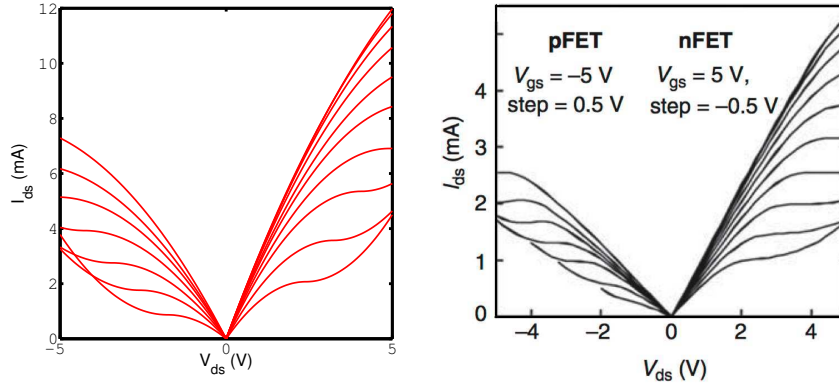 12
10
8
6
4
2
0
−5
0
5
I_ds (mA)
V_ds (V)
pFET
nFET
V_gs = −5 V
V_gs = 5 V,
step = 0.5 V
step = −0.5 V
5
4
3
2
1
0
−4
−2
0
2
4
I_ds (mA)
V_ds (V)